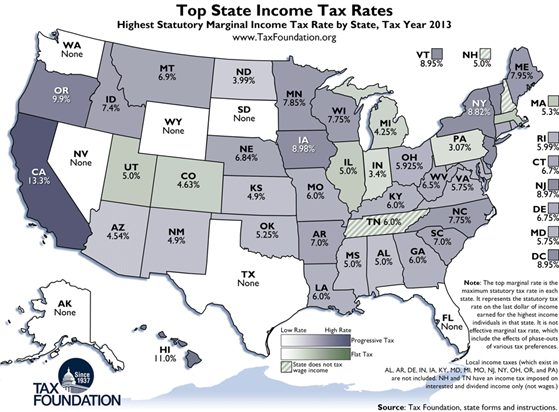 Top State Income Tax Rates
Highest Statutory Marginal Income Tax Rate by State, Tax Year 2013
www.TaxFoundation.org
WA
None
OR
9.9%
CA
13.3%
NV
None
ID
7.4%
MT
6.9%
WY
None
UT
5.0%
AZ
4.54%
CO
4.63%
NM
4.9%
ND
3.99%
SD
None
NE
6.84%
KS
4.9%
OK
5.25%
TX
None
MN
7.85%
IA
8.98%
MO
6.0%
AR
7.0%
LA
6.0%
WI
7.75%
IL
5.0%
MI
4.25%
IN
3.4%
OH
5.925%
KY
6.0%
TN 6.0%
MS
5.0%
AL
5.0%
GA
6.0%
FL
None
SC
7.0%
NC
7.75%
VA
5.75%
WV
6.5%
PA
3.07%
NY
8.82%
ME
7.95%
VT
8.95%
NH
5.0%
MA
5.3%
RI
5.99%
CT
6.7%
NJ
8.97%
DE
6.75%
MD
5.75%
DC
8.95%
AK
None
HI
11.0%
Low Rate
High Rate
Progressive Tax
Flat Tax
State does not tax
wage income
Note: The top marginal rate is the
maximum statutory tax rate in each
state. It represents the statutory tax
rate on the last dollar of income
earned for the highest income
individuals in that state. It is not
effective marginal tax rate, which
include the effects of phase-outs
of various tax preferences.
Local income taxes (which exist in
AL, AR, DE, IN, IA, KY, MD, MI, MO, NJ, NY, OH, OR, and PA)
are not included. NH and TN have an income tax imposed on
interested and dividend income only (not wages.)
Since
1937
TAX
FOUNDATION
Source: Tax Foundation, state forms and instructions.